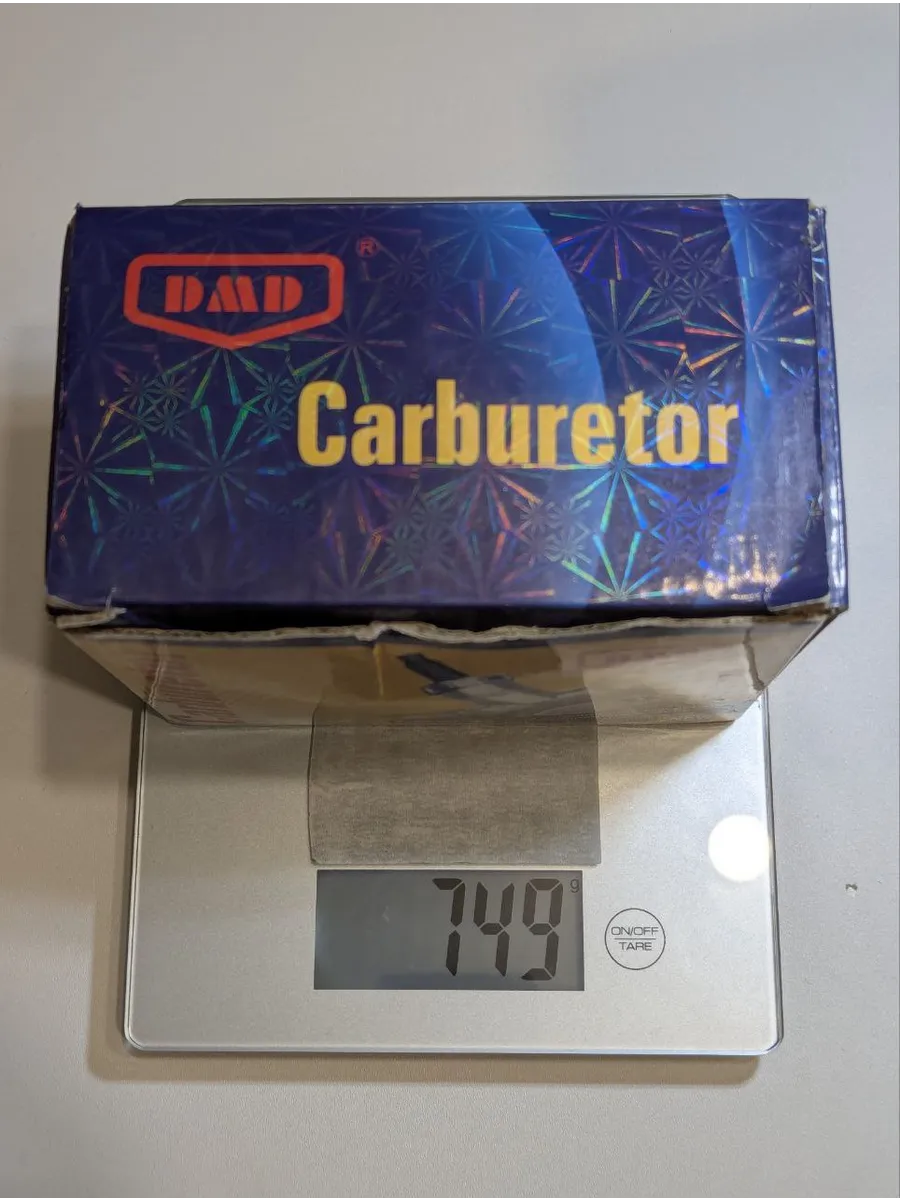 DMD ®
Carburetor
749 g
ON/OFF
TARE